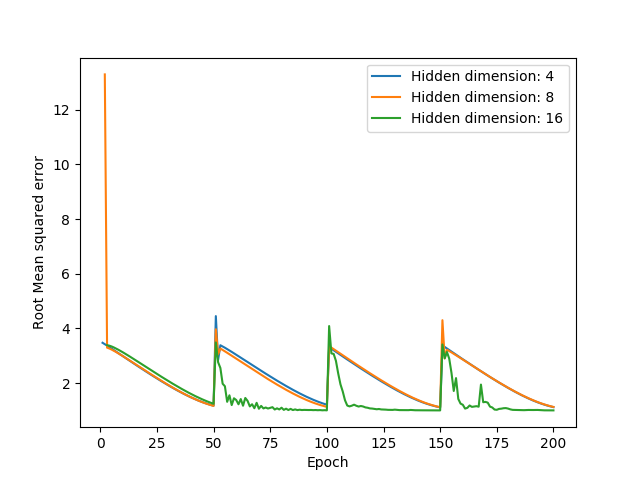 Hidden dimension: 4
Hidden dimension: 8
Hidden dimension: 16
Root Mean squared error
12
10
8
6
4
2
0 25 50 75 100 125 150 175 200
Epoch